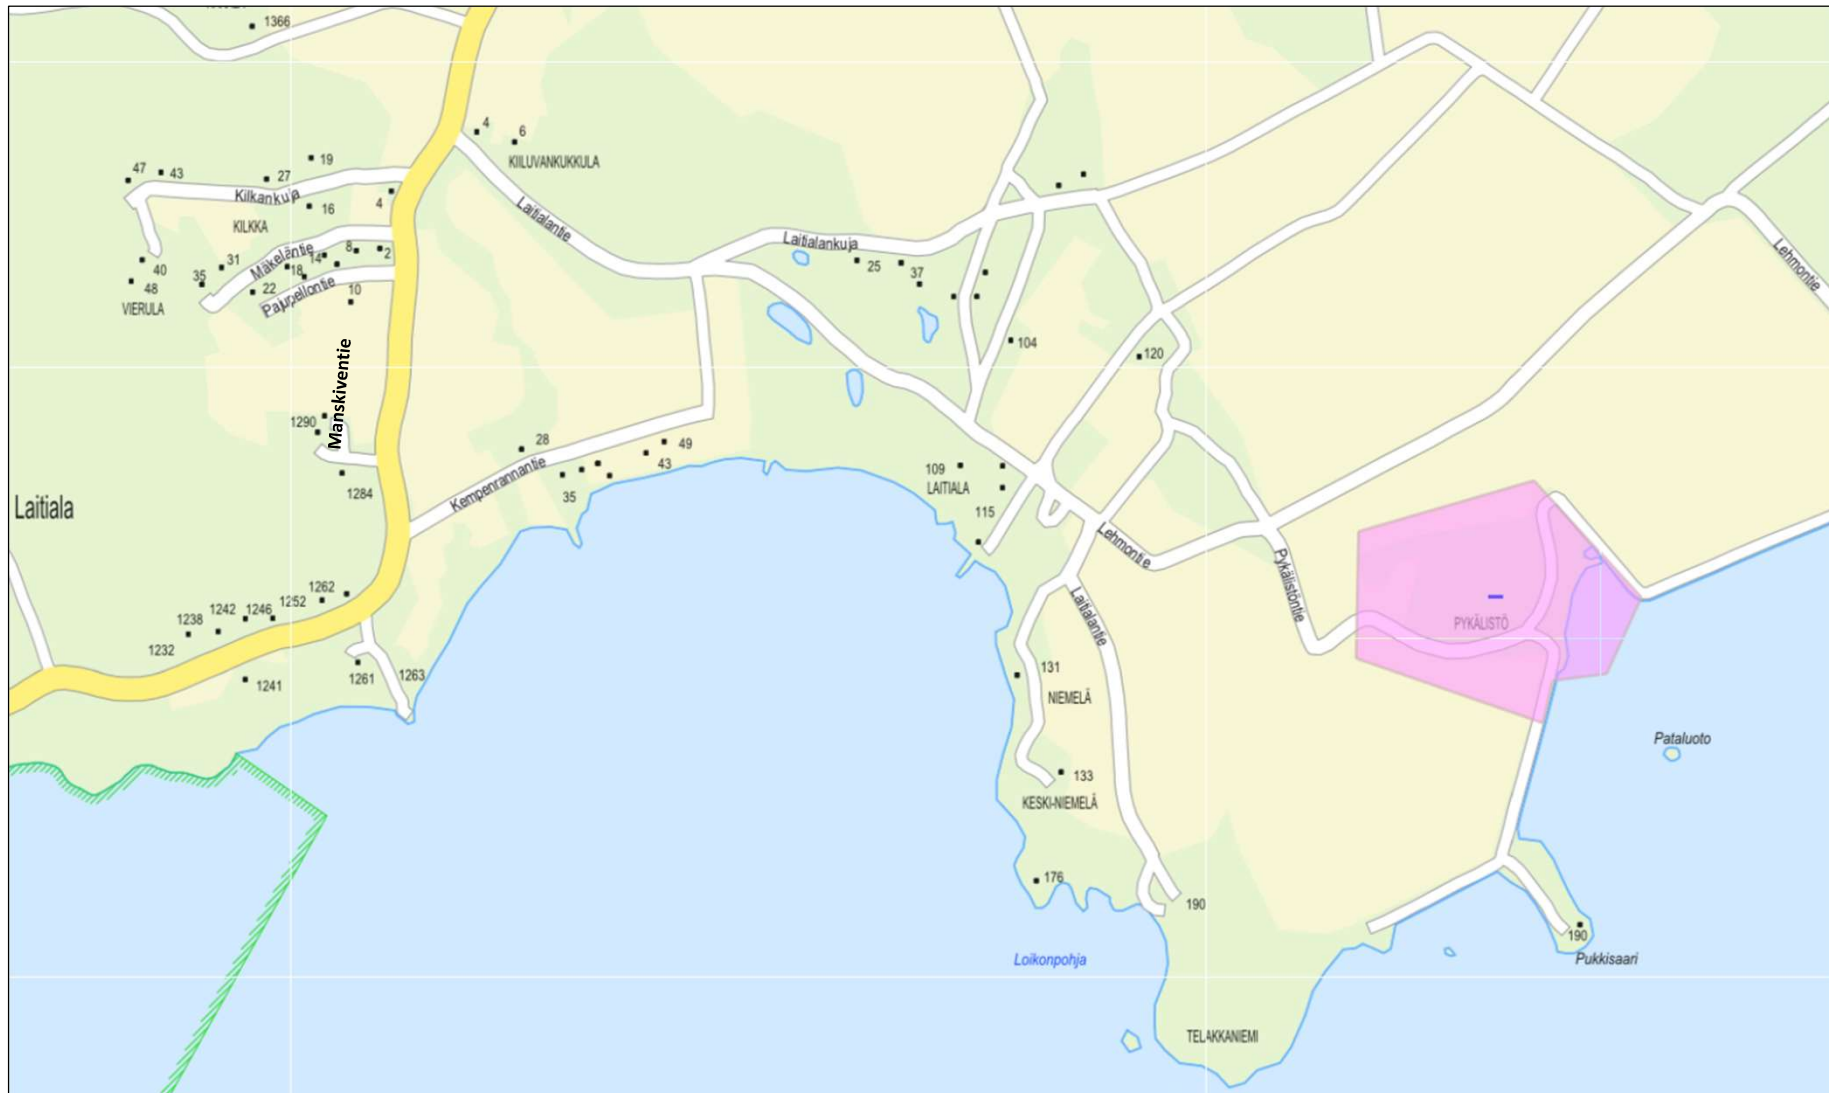 1366
4
6
KIILUVANKUKKULA
19
47
43
27
Kilkankuja
4
16
KILKKA
Laitialantie
Laitialankuja
Lehmontie
8
2
Mäkeläntie
14
31
40
18
35
25
37
48
22
Pajupellontie
10
VIERULA
104
120
Manskiventie
1290
28
49
43
109
LAITIALA
1284
Kempenrannantie
35
Laitiala
115
Lehmontie
Pykälistöntie
1262
1252
1246
1242
1238
Laitialantie
PYKÄLISTÖ
1232
131
1263
1261
1241
NIEMELÄ
Pataluoto
133
KESKI-NIEMELÄ
176
190
190
Loikonpohja
Pukkisaari
TELAKKANIEMI